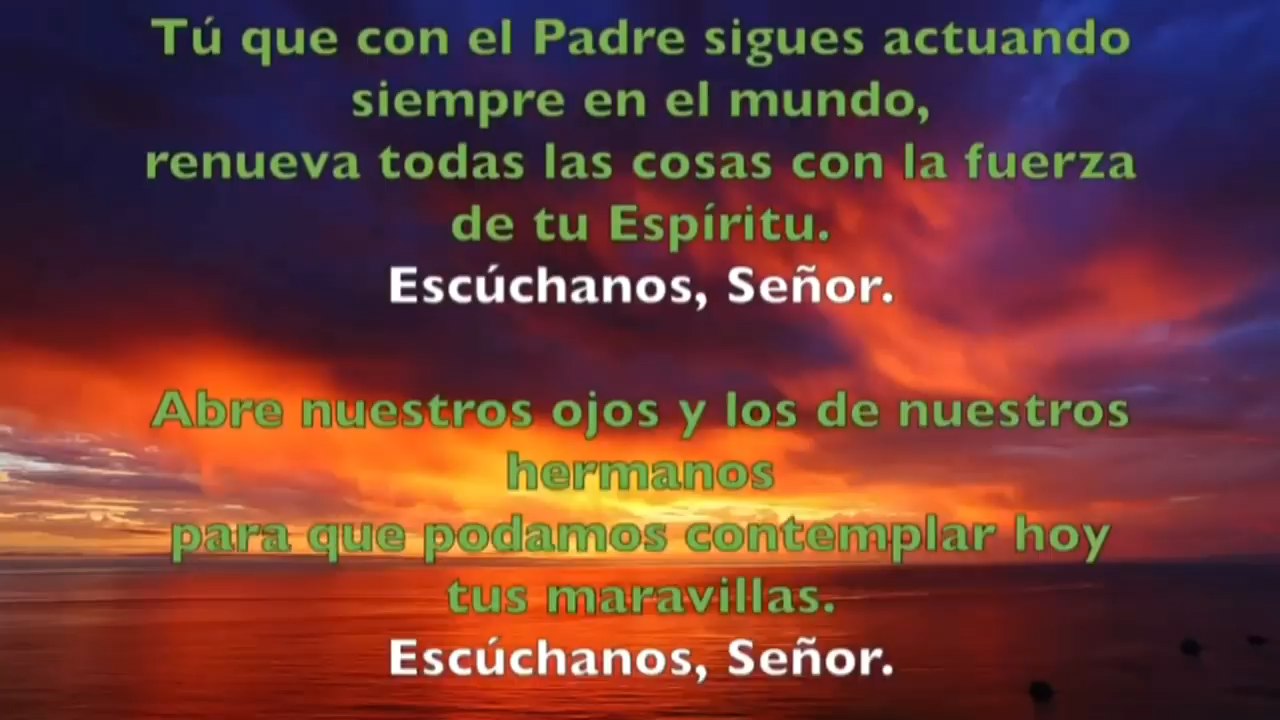 Tú que con el Padre sigues actuando
siempre en el mundo,
renueva todas las cosas con la fuerza
de tu Espíritu.
Escúchanos, Señor.
Abre nuestros ojos y los de nuestros
hermanos
para que podamos contemplar hoy
tus maravillas.
Escúchanos, Señor.